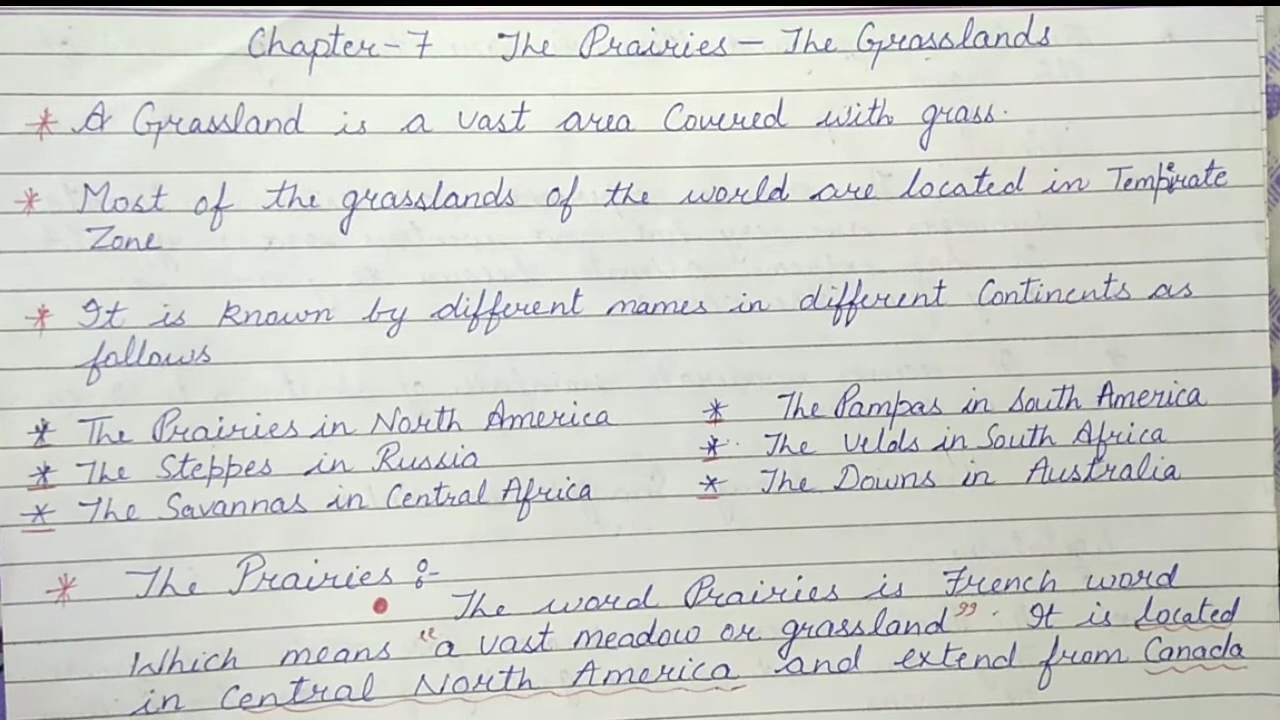 Chapter-7 The Prairies - The Grasslands
* A Grassland is a vast area Covered with grass.
* Most of the grasslands of the world are located in Temperate
Zone
* It is known by different names in different Continents as
follows
* The Prairies in North America * The Pampas in South America
* The Steppes in Russia * The Velds in South Africa
* The Savannas in Central Africa * The Downs in Australia
* The Prairies :-
The word Prairies is French word
Which means "a vast meadow or grassland". It is located
in Central North America and extend from Canada